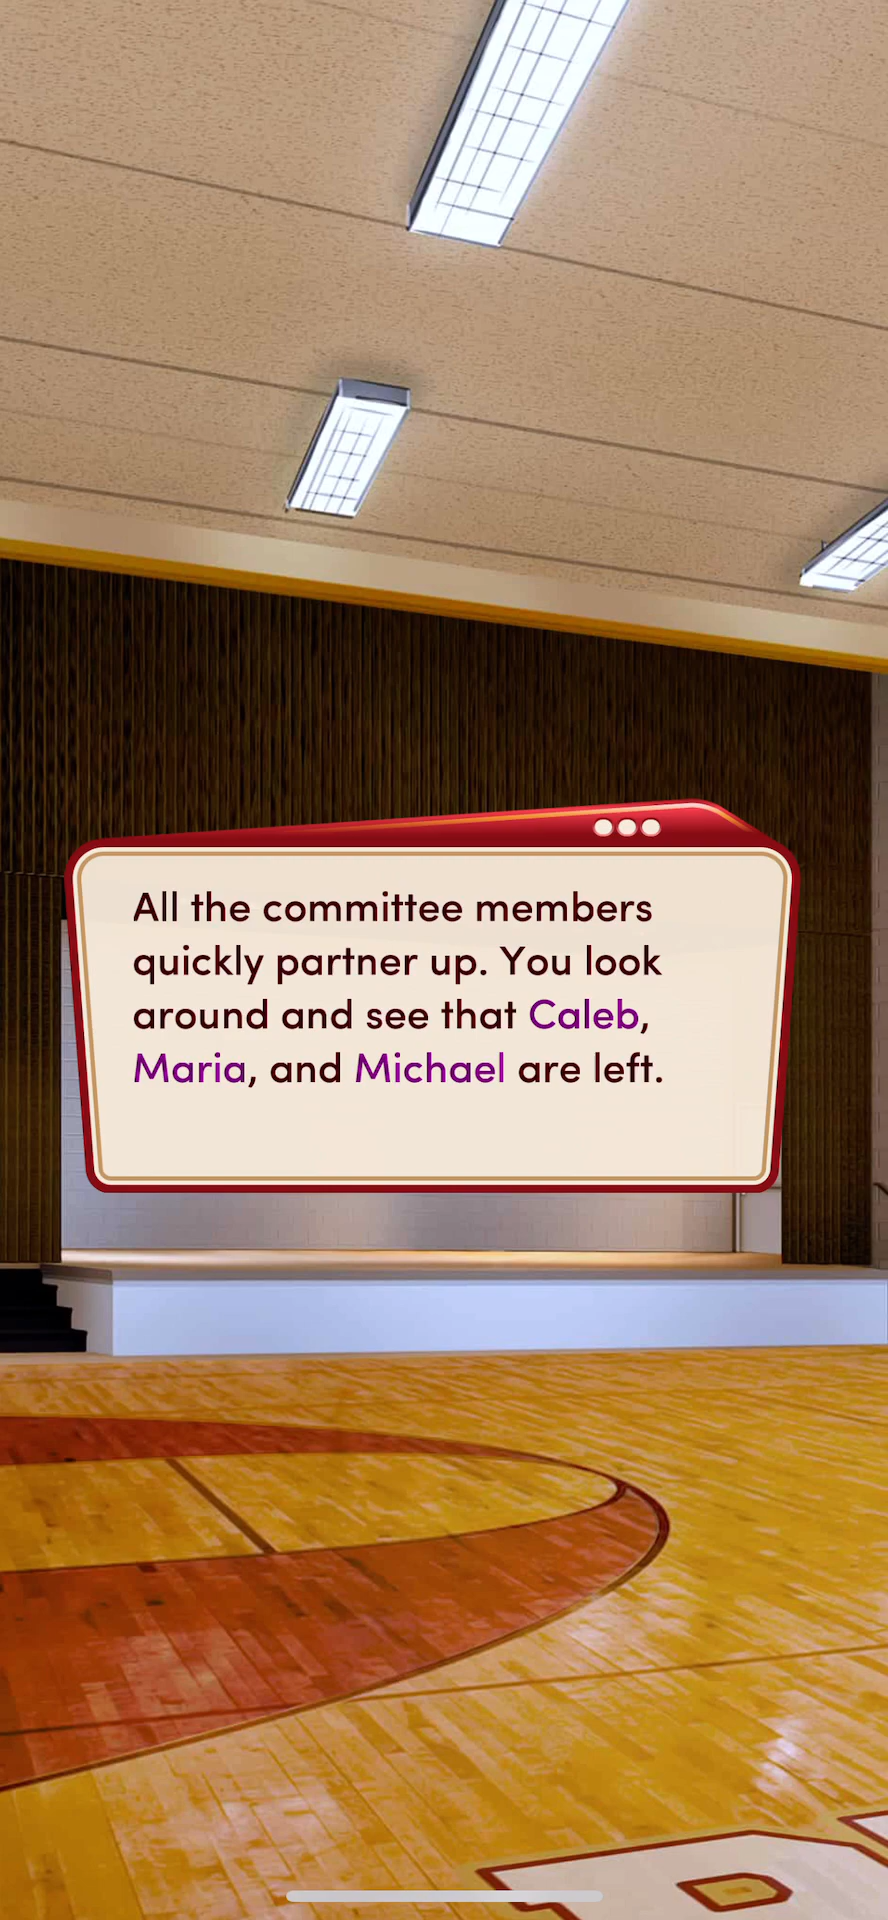 All the committee members
quickly partner up. You look
around and see that Caleb,
Maria, and Michael are left.